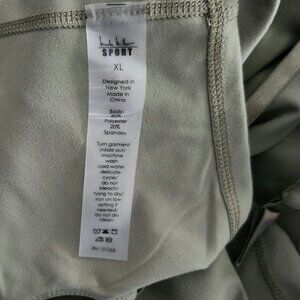 SPORT
XL
Designed in
New York
Made in
China
Body:
80%
Polyester
20%
Spandex
Turn garment
inside out/
machine
wash
cold water
delicate
cycle/
do not
bleach/
hang to dry/
iron on low
setting if
needed/
do not dry
clean